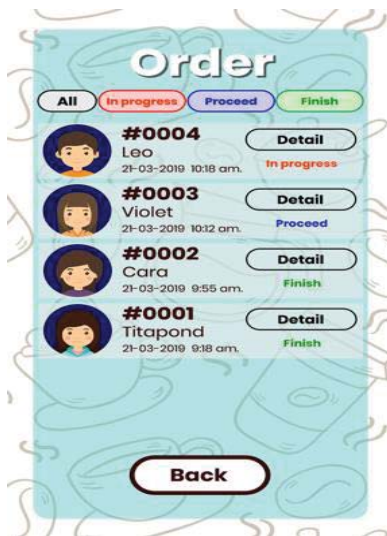 Order
All In progress Proceed Finish
#0004
Detail
Leo
In progress
21-03-2019 10:18 am.
#0003
Detail
Violet
Proceed
21-03-2019 10:12 am.
#0002
Detail
Cara
Finish
21-03-2019 9:55 am.
#0001
Detail
Titapond
Finish
21-03-2019 9:18 am.
Back